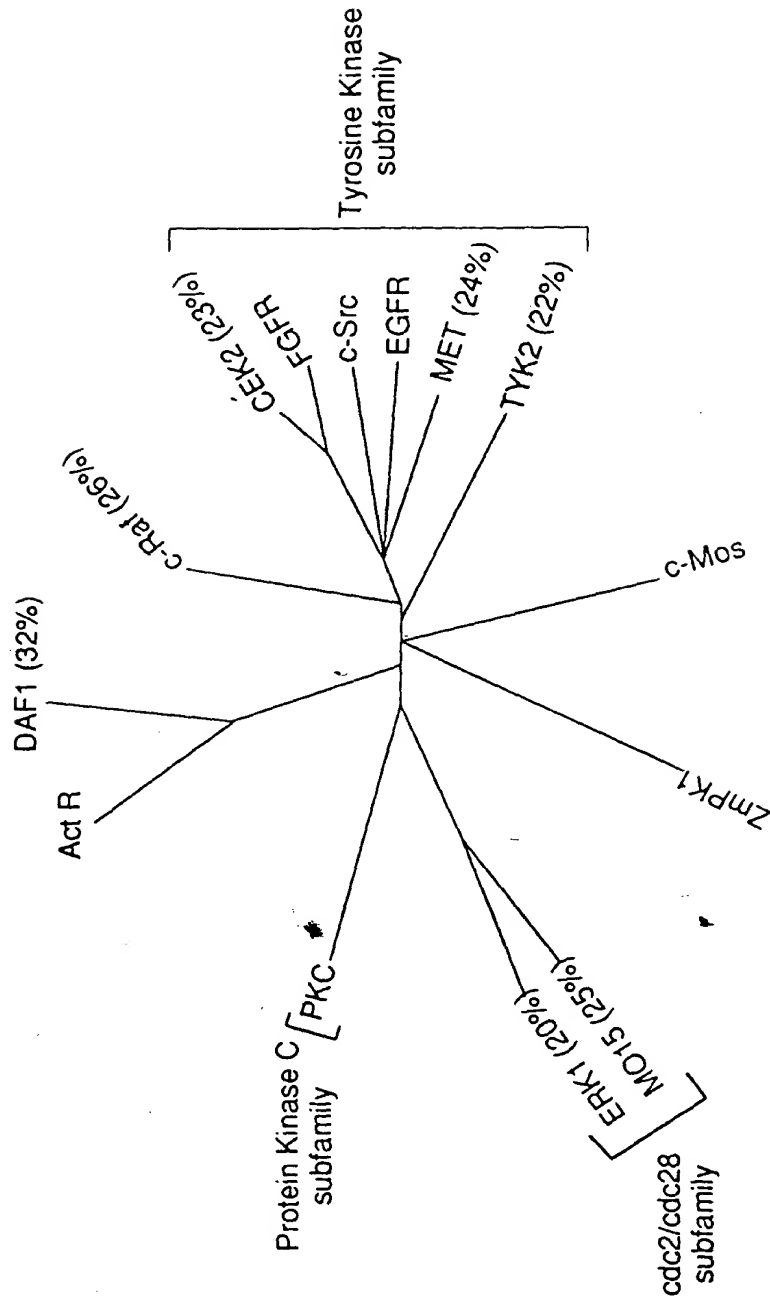 DAF1 (32%)
Act R
c-Raf (26%)
CEK2 (23%)
FGFR
c-Src
EGFR
MET (24%)
TYK2 (22%)
Tyrosine Kinase
subfamily
c-Mos
ZmPK1
Protein Kinase C
subfamily
PKC
ERK1 (20%)
MO15 (25%)
cdc2/cdc28
subfamily